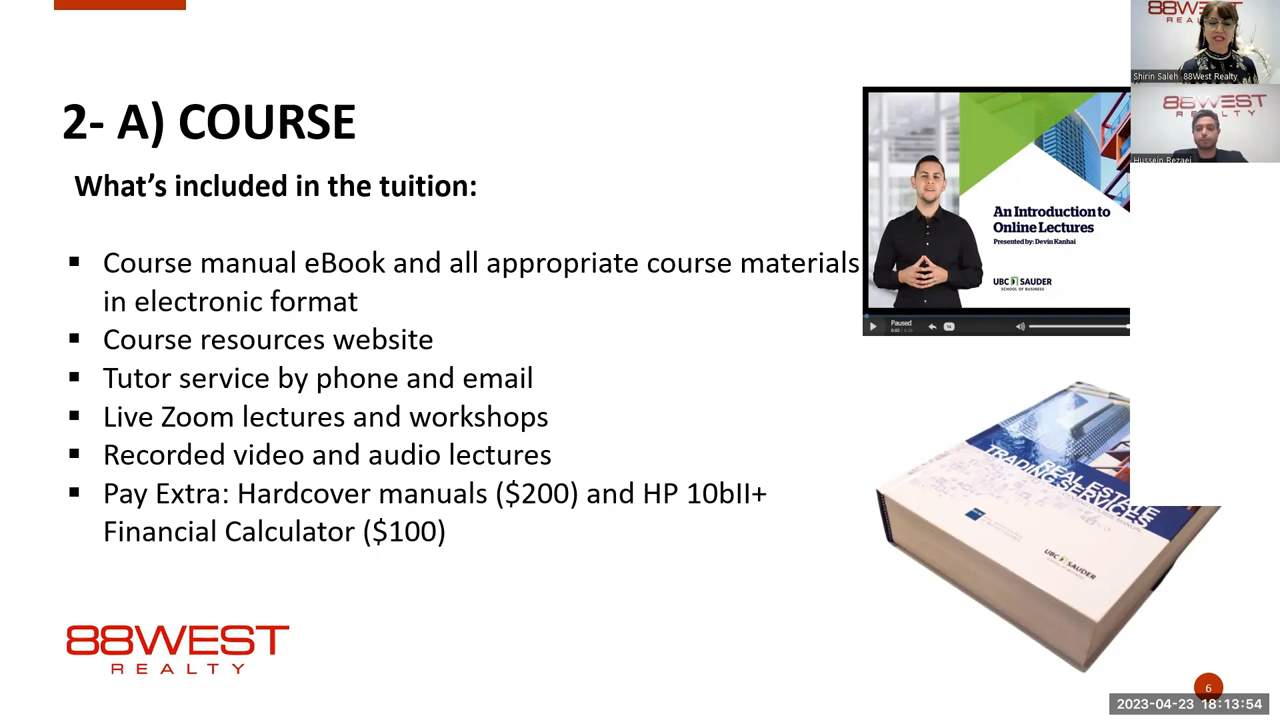 2- A) COURSE
What's included in the tuition:
▪ Course manual eBook and all appropriate course materials
in electronic format
▪ Course resources website
▪ Tutor service by phone and email
▪ Live Zoom lectures and workshops
▪ Recorded video and audio lectures
▪ Pay Extra: Hardcover manuals ($200) and HP 10bII+
Financial Calculator ($100)
88WEST
REALTY
An Introduction to
Online Lectures
Presented by: Devin Kanhai
UBC SAUDER
SCHOOL OF BUSINESS
Paused
1x
REAL ESTATE
TRADING SERVICES
UBC SAUDER
88WEST
Shirin Saleh 88West Realty
88WEST
REALTY
Hussein Rezaei
6
2023-04-23 18:13:54